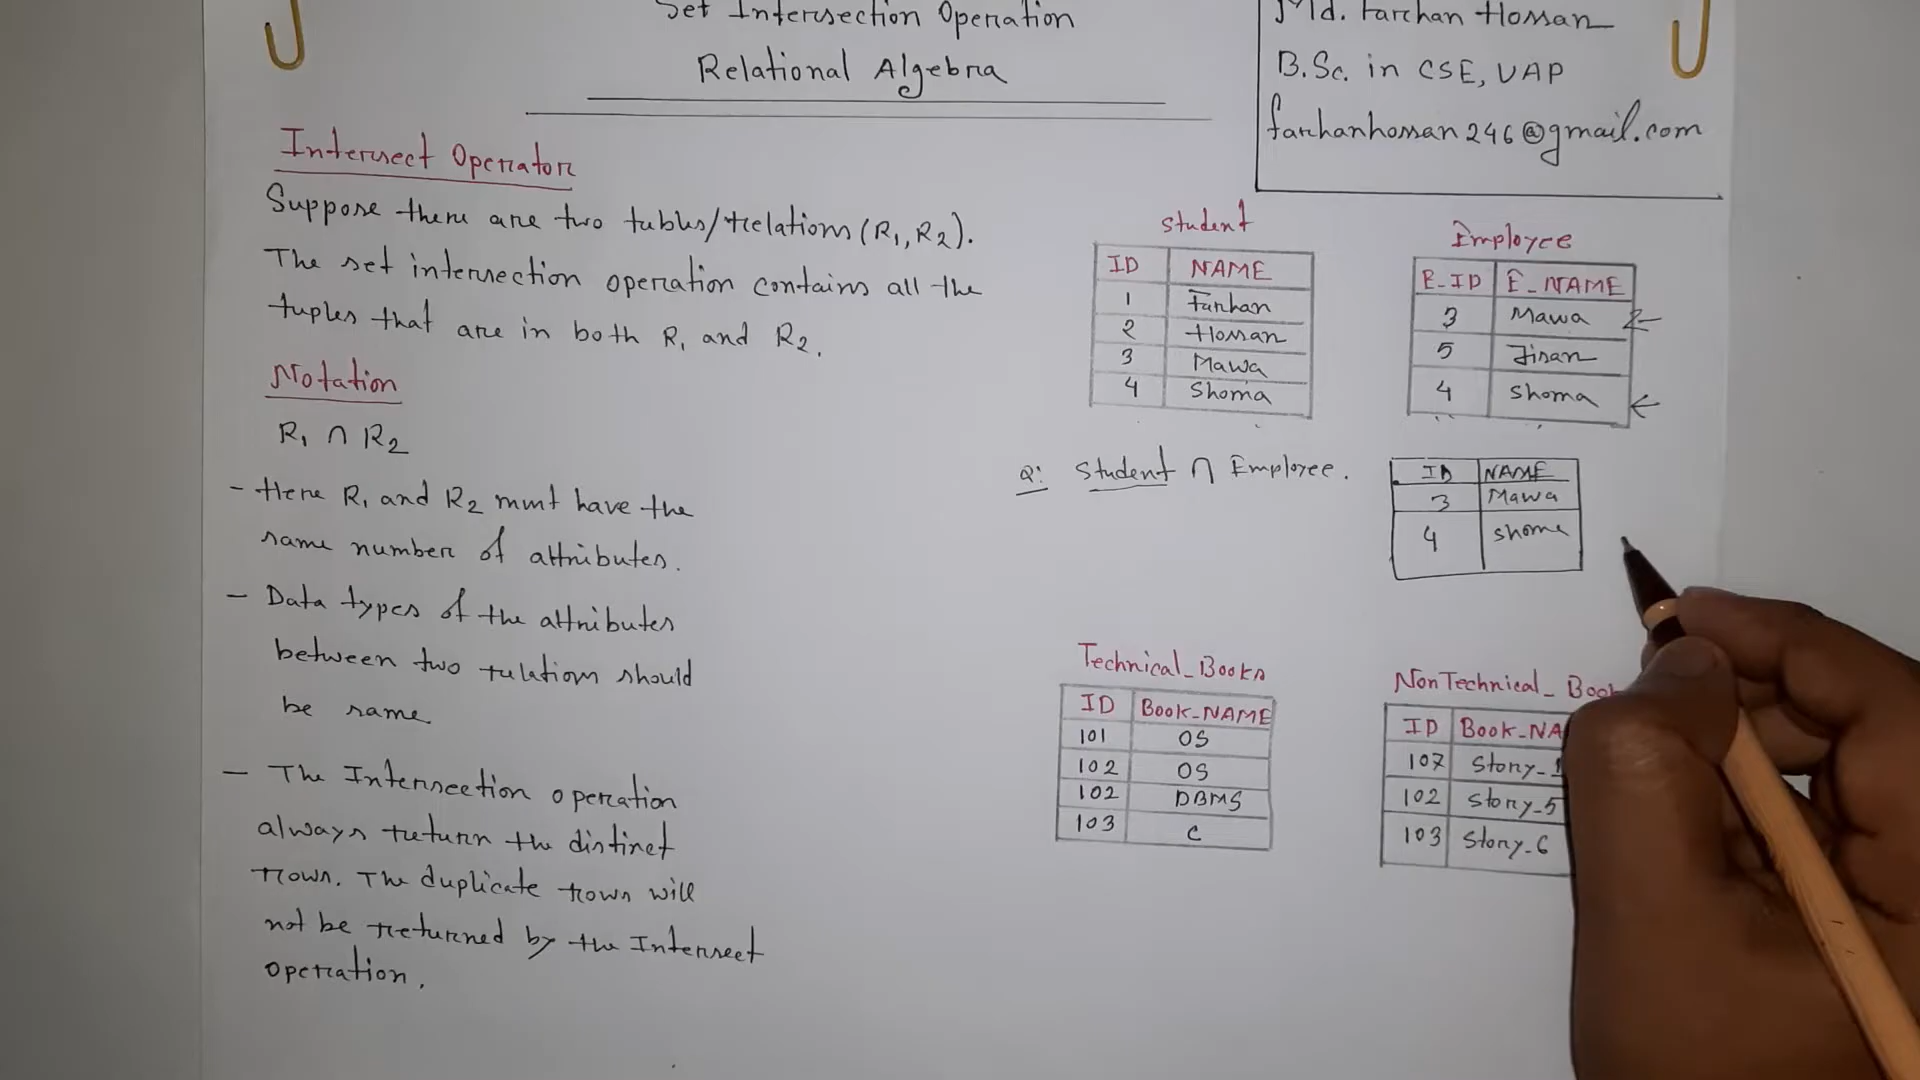 Set Intersection Operation
Relational Algebra
Md. Farhan Hossan
B.Sc. in CSE, UAP
farhanhossan246@gmail.com
Intersect Operator
Suppose there are two tables/relations (R1, R2).
The set intersection operation contains all the
tuples that are in both R1 and R2.
Notation
R1 ∩ R2
- Here R1 and R2 must have the
same number of attributes.
- Data types of the attributes
between two relations should
be same.
- The Intersection operation
always return the distinct
rows. The duplicate rows will
not be returned by the Intersect
operation.
Student
ID NAME
1 Farhan
2 Hossan
3 Mawa
4 Shoma
Employee
E_ID E_NAME
3 Mawa
5 Jisan
4 Shoma
Q: Student ∩ Employee.
ID NAME
3 Mawa
4 Shoma
Technical_Books
ID Book_NAME
101 OS
102 OS
102 DBMS
103 C
NonTechnical_Book
ID Book_NA
107 Story_1
102 Story_5
103 Story_6